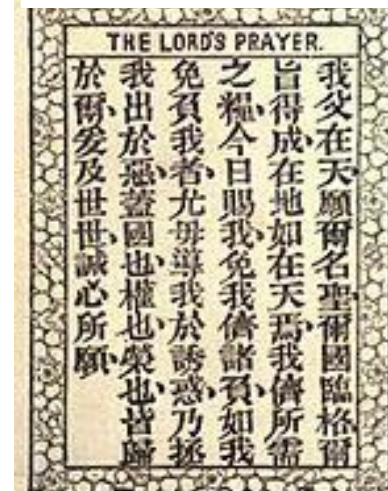 THE LORD'S PRAYER.
我父在天、願爾名聖、爾國臨格、爾
旨得成在地如在天焉、我儕所需
之糧、今日賜我、免我儕諸負、如我
免負我者、尤毋導我於誘惑、乃拯
我出於惡、蓋國也、權也、榮也、皆歸
於爾、爰及世世、誠心所願、